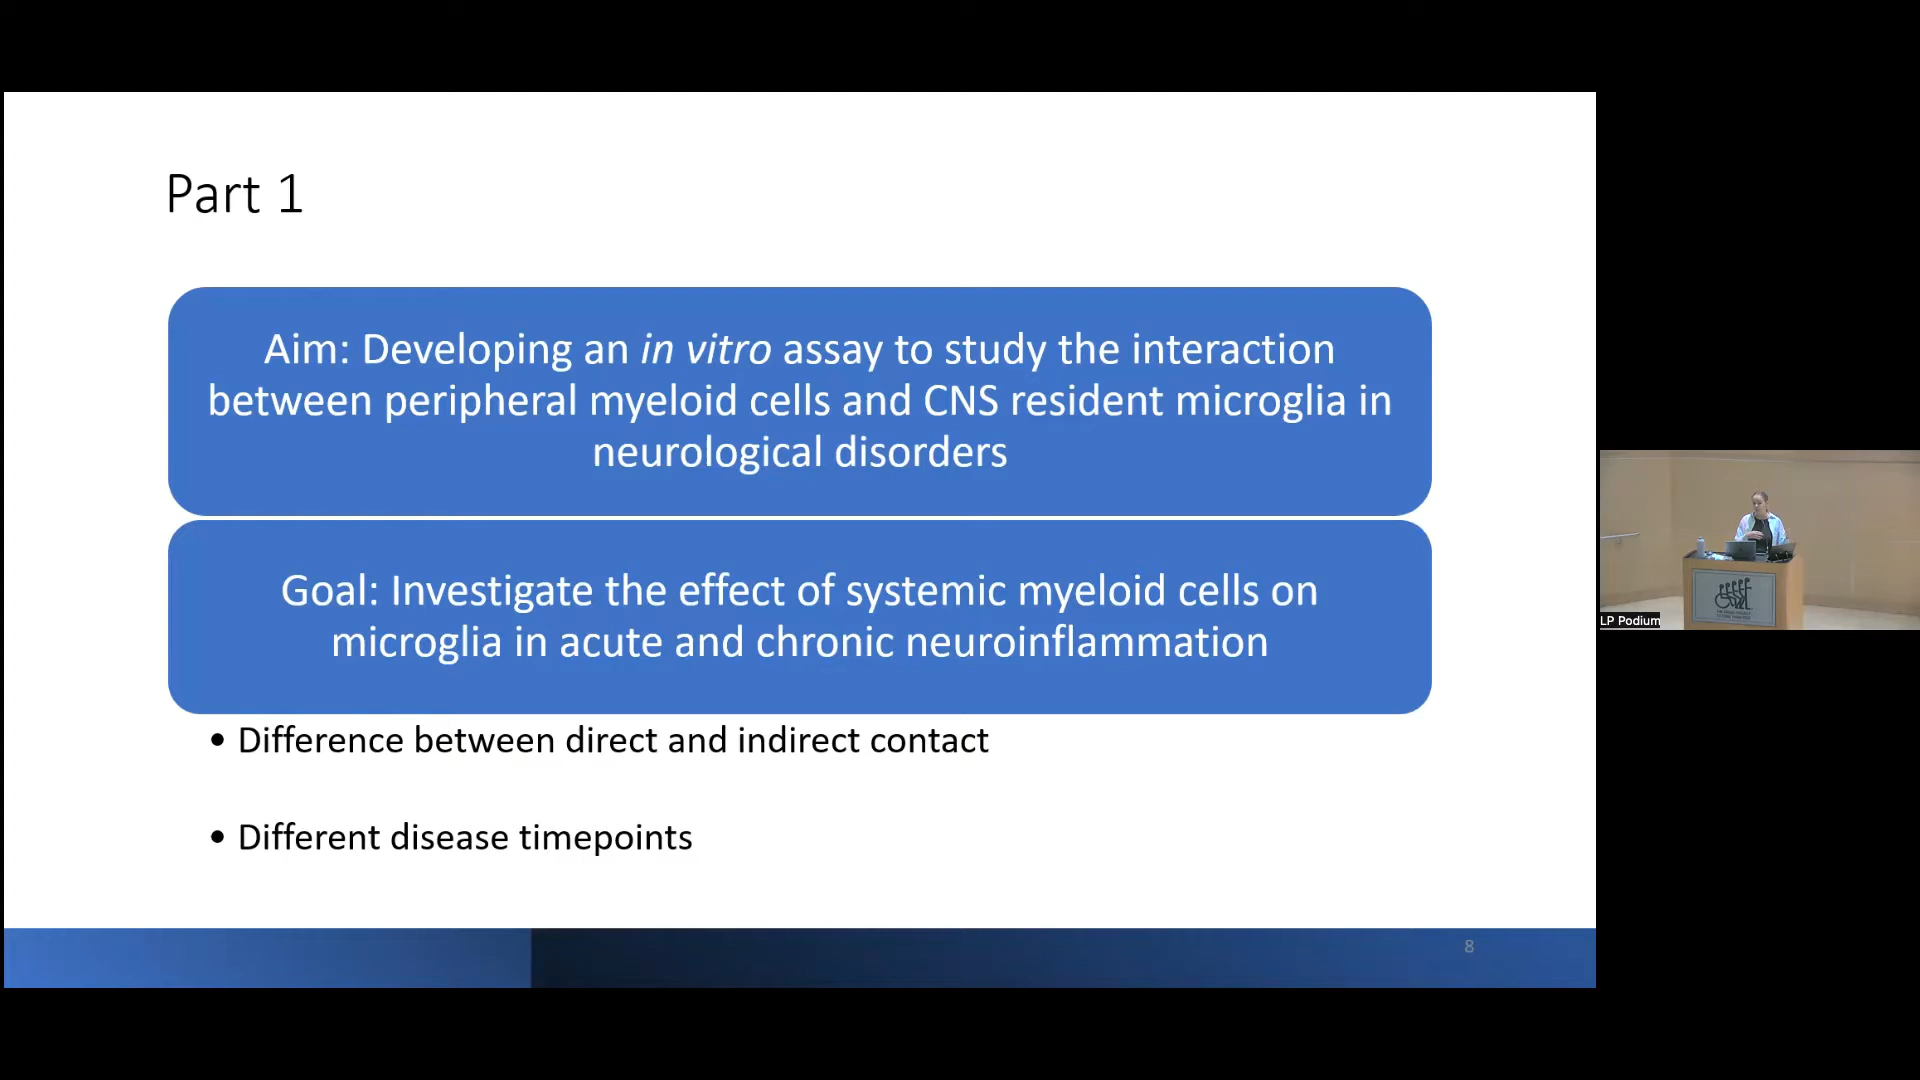 Part 1
Aim: Developing an in vitro assay to study the interaction
between peripheral myeloid cells and CNS resident microglia in
neurological disorders
Goal: Investigate the effect of systemic myeloid cells on
microglia in acute and chronic neuroinflammation
• Difference between direct and indirect contact
• Different disease timepoints
8
LP Podium